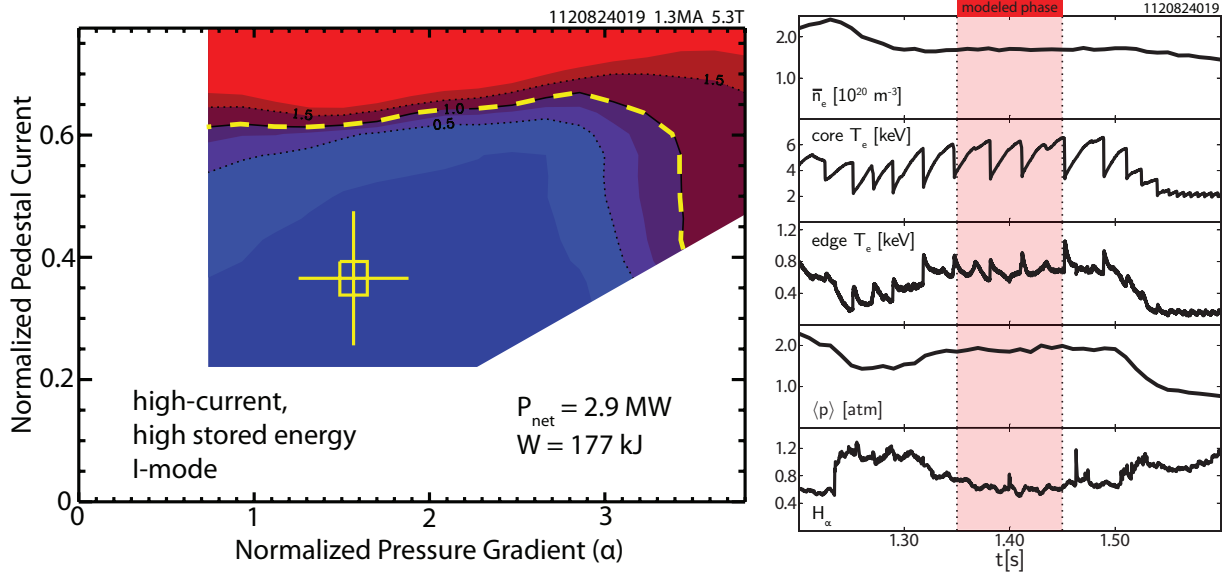 1120824019 1.3MA 5.3T
Normalized Pedestal Current
0.6
0.4
0.2
0
1.5
1.0
0.5
1.5
high-current,
high stored energy
I-mode
P_net = 2.9 MW
W = 177 kJ
0
1
2
3
Normalized Pressure Gradient (α)
modeled phase
1120824019
2.0
1.0
n̅_e [10^20 m^-3]
core T_e [keV]
6
4
2
edge T_e [keV]
1.2
0.8
0.4
2.0
1.0
⟨p⟩ [atm]
1.2
0.8
0.4
H_α
1.30
1.40
1.50
t[s]